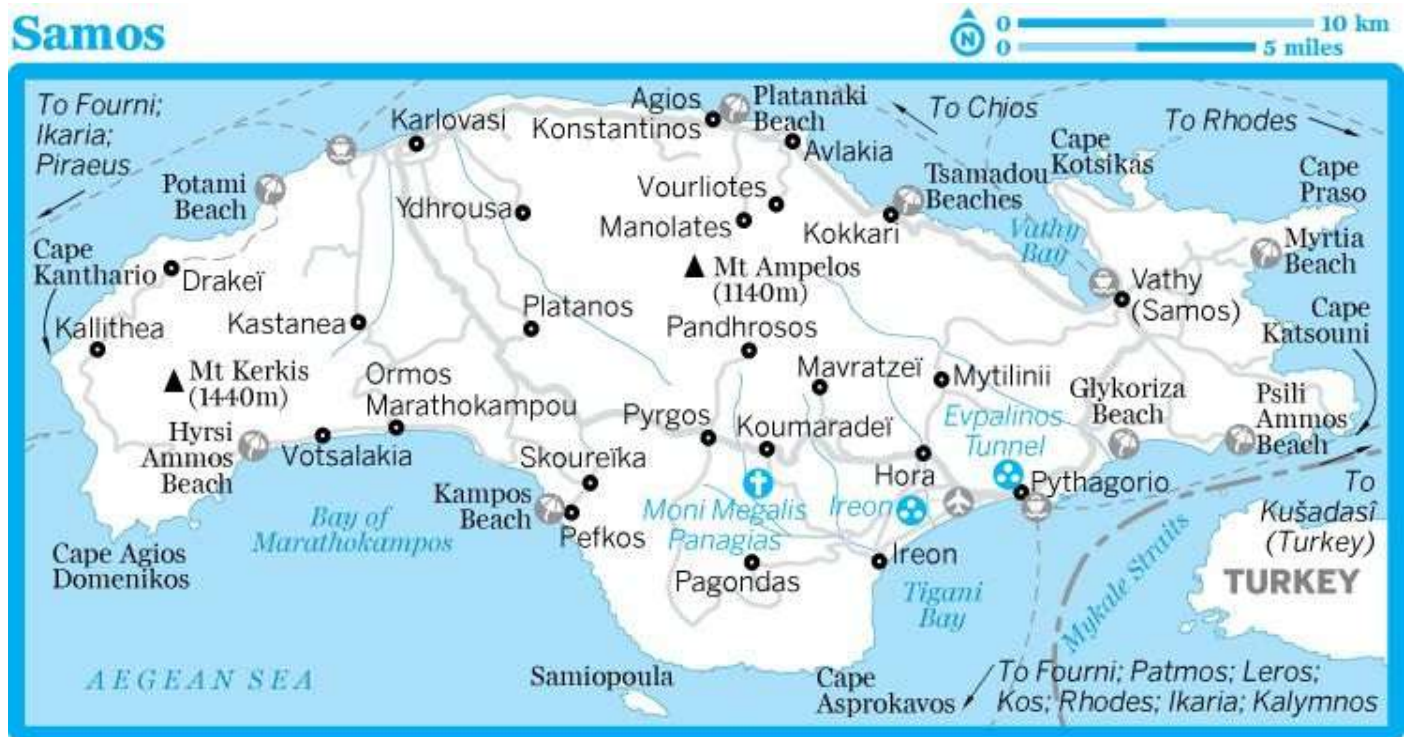 Samos
0 10 km
N
0 5 miles
To Fourni;
Ikaria;
Piraeus
Karlovasi
Agios
Konstantinos
Platanaki
Beach
To Chios
To Rhodes
Avlakia
Cape
Kotsikas
Cape
Praso
Potami
Beach
Ydhrousa
Vourliotes
Manolates
Tsamadou
Beaches
Kokkari
Vathy
Bay
Myrtia
Beach
Cape
Kanthario
Drakeï
Mt Ampelos
(1140m)
Vathy
(Samos)
Cape
Katsouni
Kallithea
Kastanea
Platanos
Pandhrosos
Mt Kerkis
(1440m)
Ormos
Marathokampou
Mavratzeï
Mytilinii
Glykoriza
Beach
Psili
Ammos
Beach
Hyrsi
Ammos
Beach
Votsalakia
Pyrgos
Koumaradeï
Evpalinos
Tunnel
Skoureïka
Hora
Pythagorio
Kampos
Beach
Pefkos
Moni Megalis
Panagias
Ireon
To
Kušadasî
(Turkey)
Bay of
Marathokampos
Cape Agios
Domenikos
Pagondas
Ireon
Tigani
Bay
Mykale Straits
TURKEY
AEGEAN SEA
Samiopoula
Cape
Asprokavos
To Fourni; Patmos; Leros;
Kos; Rhodes; Ikaria; Kalymnos